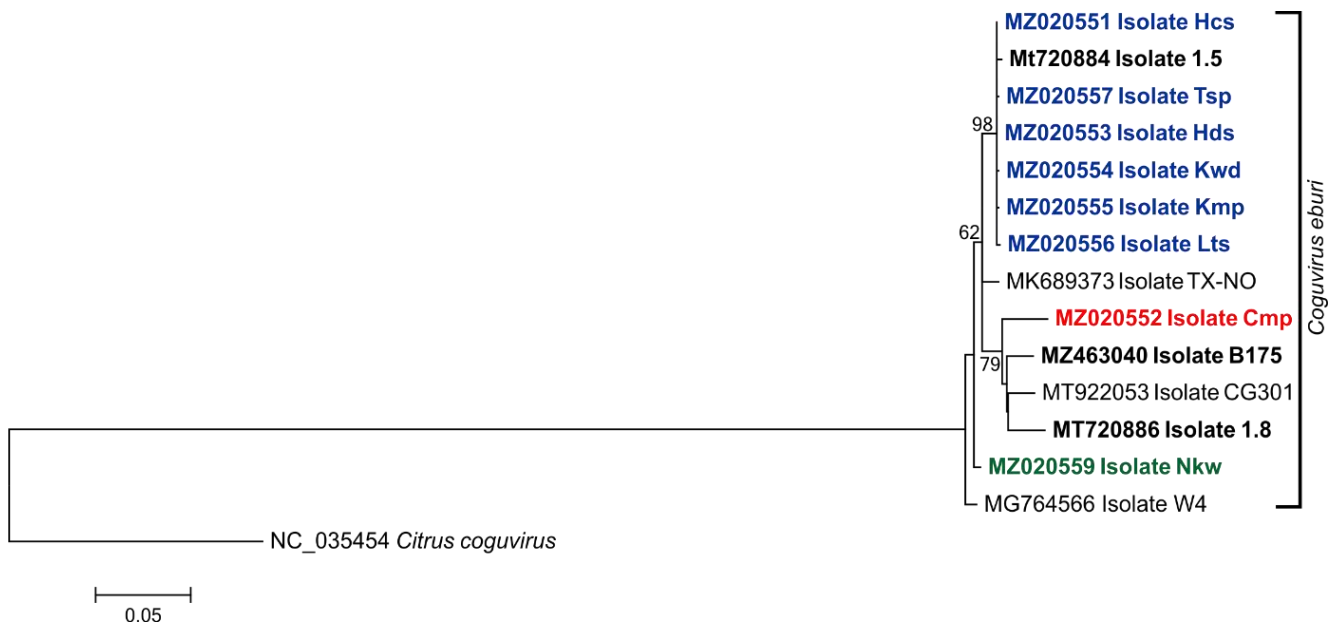 MZ020551 Isolate Hcs
Mt720884 Isolate 1.5
MZ020557 Isolate Tsp
98
MZ020553 Isolate Hds
MZ020554 Isolate Kwd
MZ020555 Isolate Kmp
62
MZ020556 Isolate Lts
MK689373 Isolate TX-NO
MZ020552 Isolate Cmp
79
MZ463040 Isolate B175
MT922053 Isolate CG301
MT720886 Isolate 1.8
MZ020559 Isolate Nkw
MG764566 Isolate W4
Coguvirus eburi
NC_035454 Citrus coguvirus
0.05